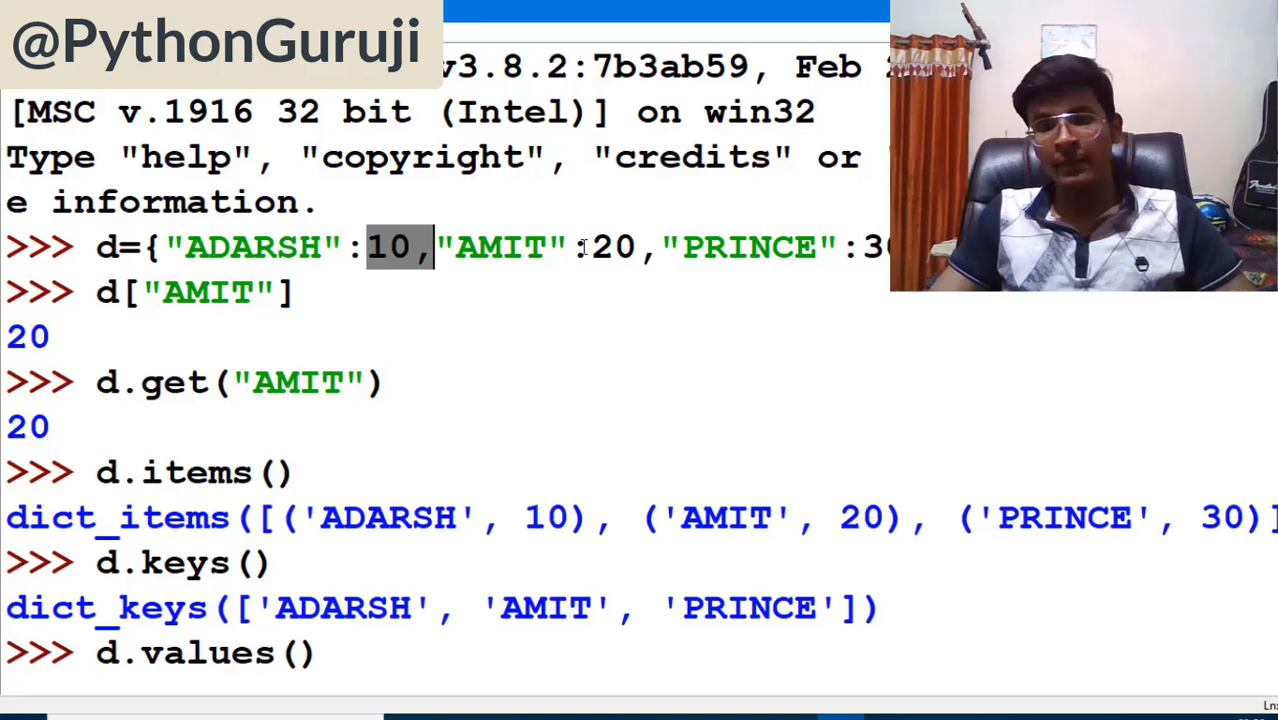 @PythonGuruji
v3.8.2:7b3ab59, Feb
[MSC v.1916 32 bit (Intel)] on win32
Type "help", "copyright", "credits" or
e information.
>>> d={"ADARSH":10,"AMIT":20,"PRINCE":30
>>> d["AMIT"]
20
>>> d.get("AMIT")
20
>>> d.items()
dict_items([('ADARSH', 10), ('AMIT', 20), ('PRINCE', 30)]
>>> d.keys()
dict_keys(['ADARSH', 'AMIT', 'PRINCE'])
>>> d.values()
Ln: